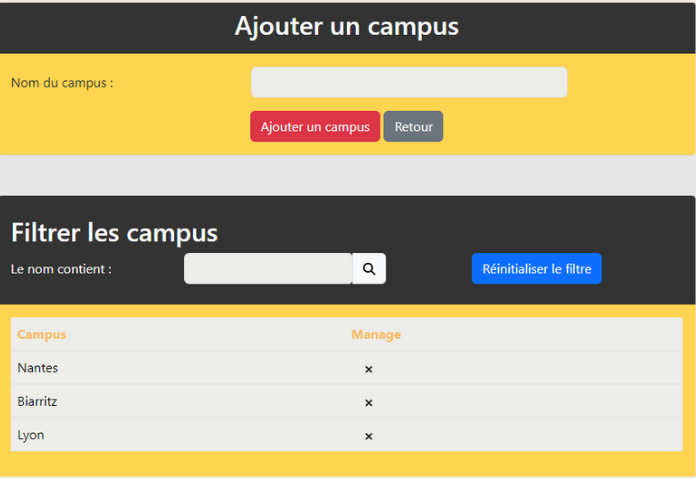 Ajouter un campus
Nom du campus :
Ajouter un campus Retour
Filtrer les campus
Le nom contient : Réinitialiser le filtre
Campus Manage
Nantes ×
Biarritz ×
Lyon ×